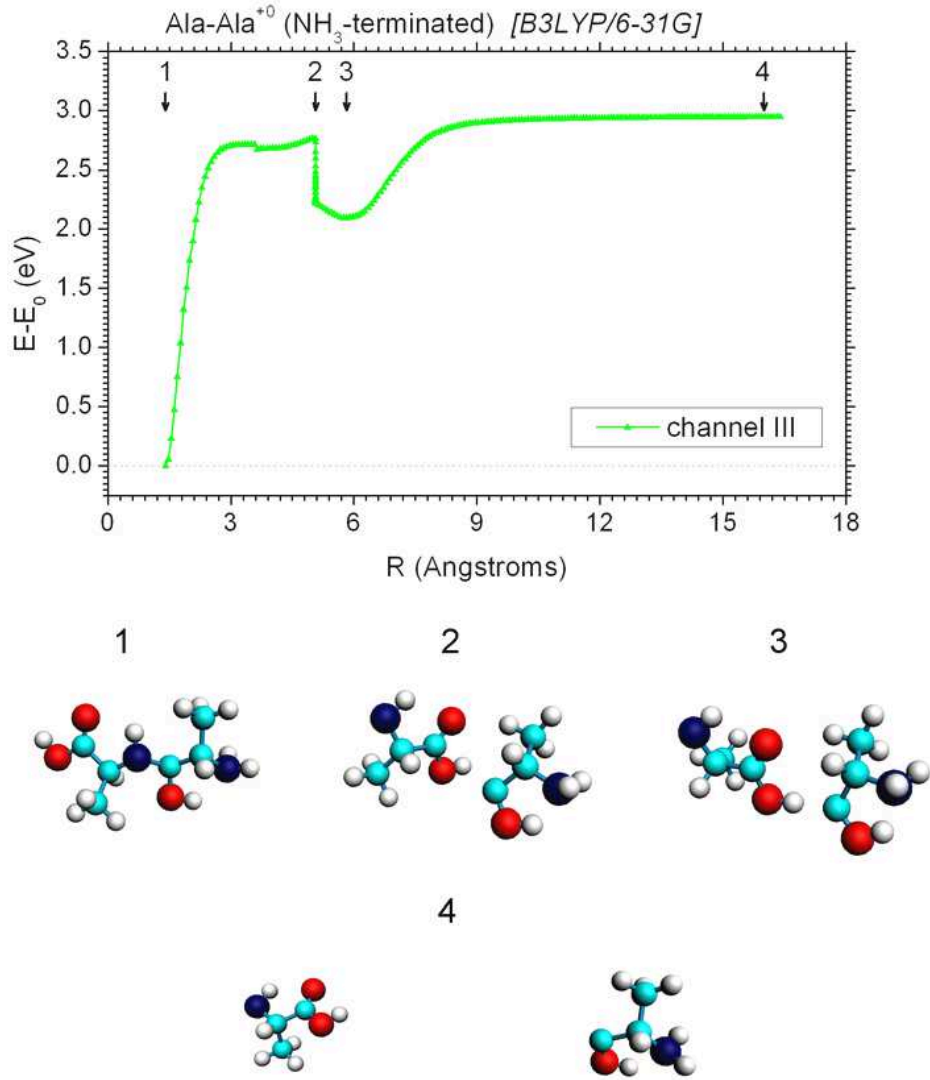 Ala-Ala⁺⁰ (NH₃-terminated) [B3LYP/6-31G]
3.5
1 2 3 4
3.0
2.5
2.0
1.5
1.0
0.5
0.0
E-E₀ (eV)
channel III
0 3 6 9 12 15 18
R (Angstroms)
1 2 3
4